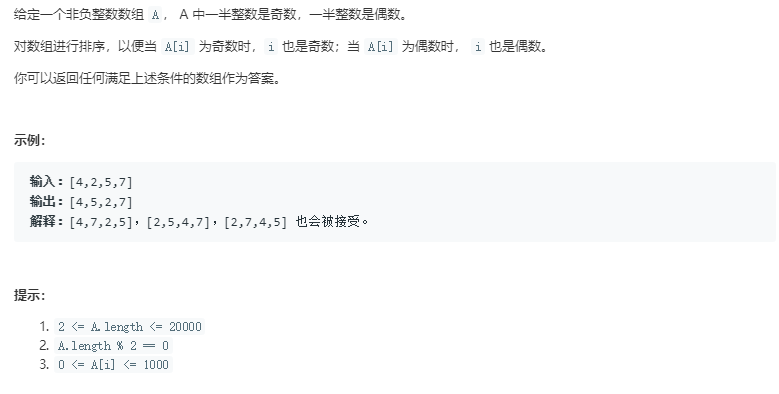 给定一个非负整数数组 A， A 中一半整数是奇数，一半整数是偶数。
对数组进行排序，以便当 A[i] 为奇数时， i 也是奇数；当 A[i] 为偶数时， i 也是偶数。
你可以返回任何满足上述条件的数组作为答案。
示例：
输入：[4,2,5,7]
输出：[4,5,2,7]
解释：[4,7,2,5]，[2,5,4,7]，[2,7,4,5] 也会被接受。
提示：
1. 2 <= A.length <= 20000
2. A.length % 2 == 0
3. 0 <= A[i] <= 1000